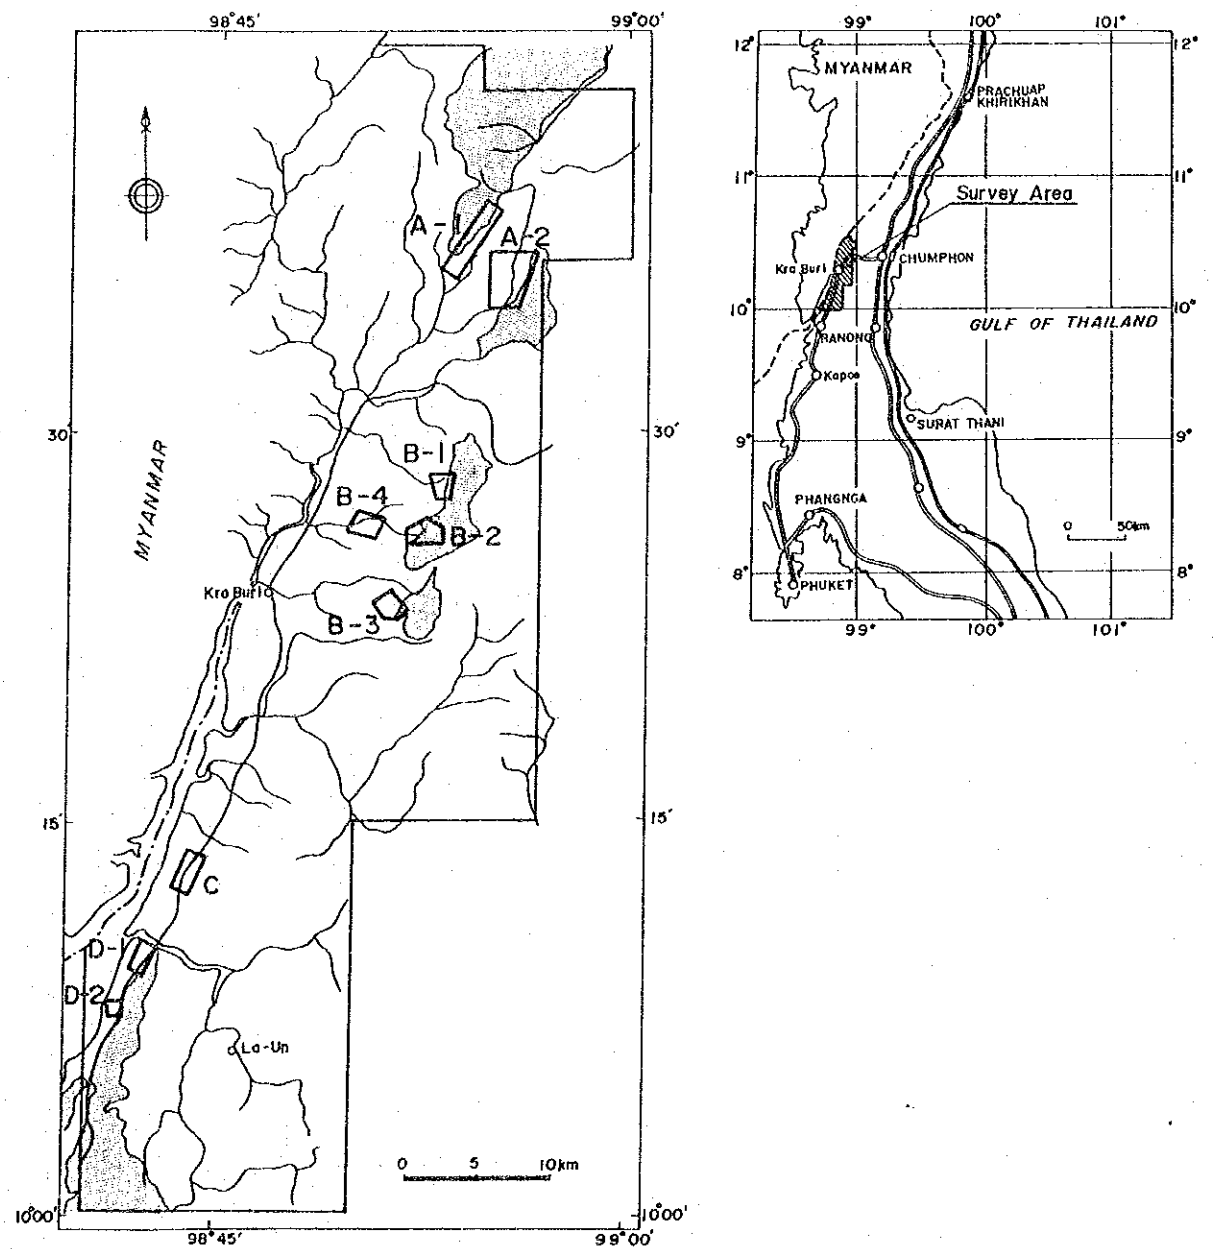 98°45'
99°00'
A-1
A-2
30'
30'
MYANMAR
B-1
B-4
B-2
Kra Buri
B-3
15'
15'
C
D-1
D-2
La-Un
0 5 10km
10°00'
10°00'
98°45'
99°00'
99°
100°
101°
12°
12°
MYANMAR
PRACHUAP
KHIRIKHAN
11°
11°
Survey Area
Kra Buri
CHUMPHON
10°
10°
GULF OF THAILAND
RANONG
Kapoe
SURAT THANI
9°
9°
PHANGNGA
0 50km
8°
8°
PHUKET
99°
100°
101°